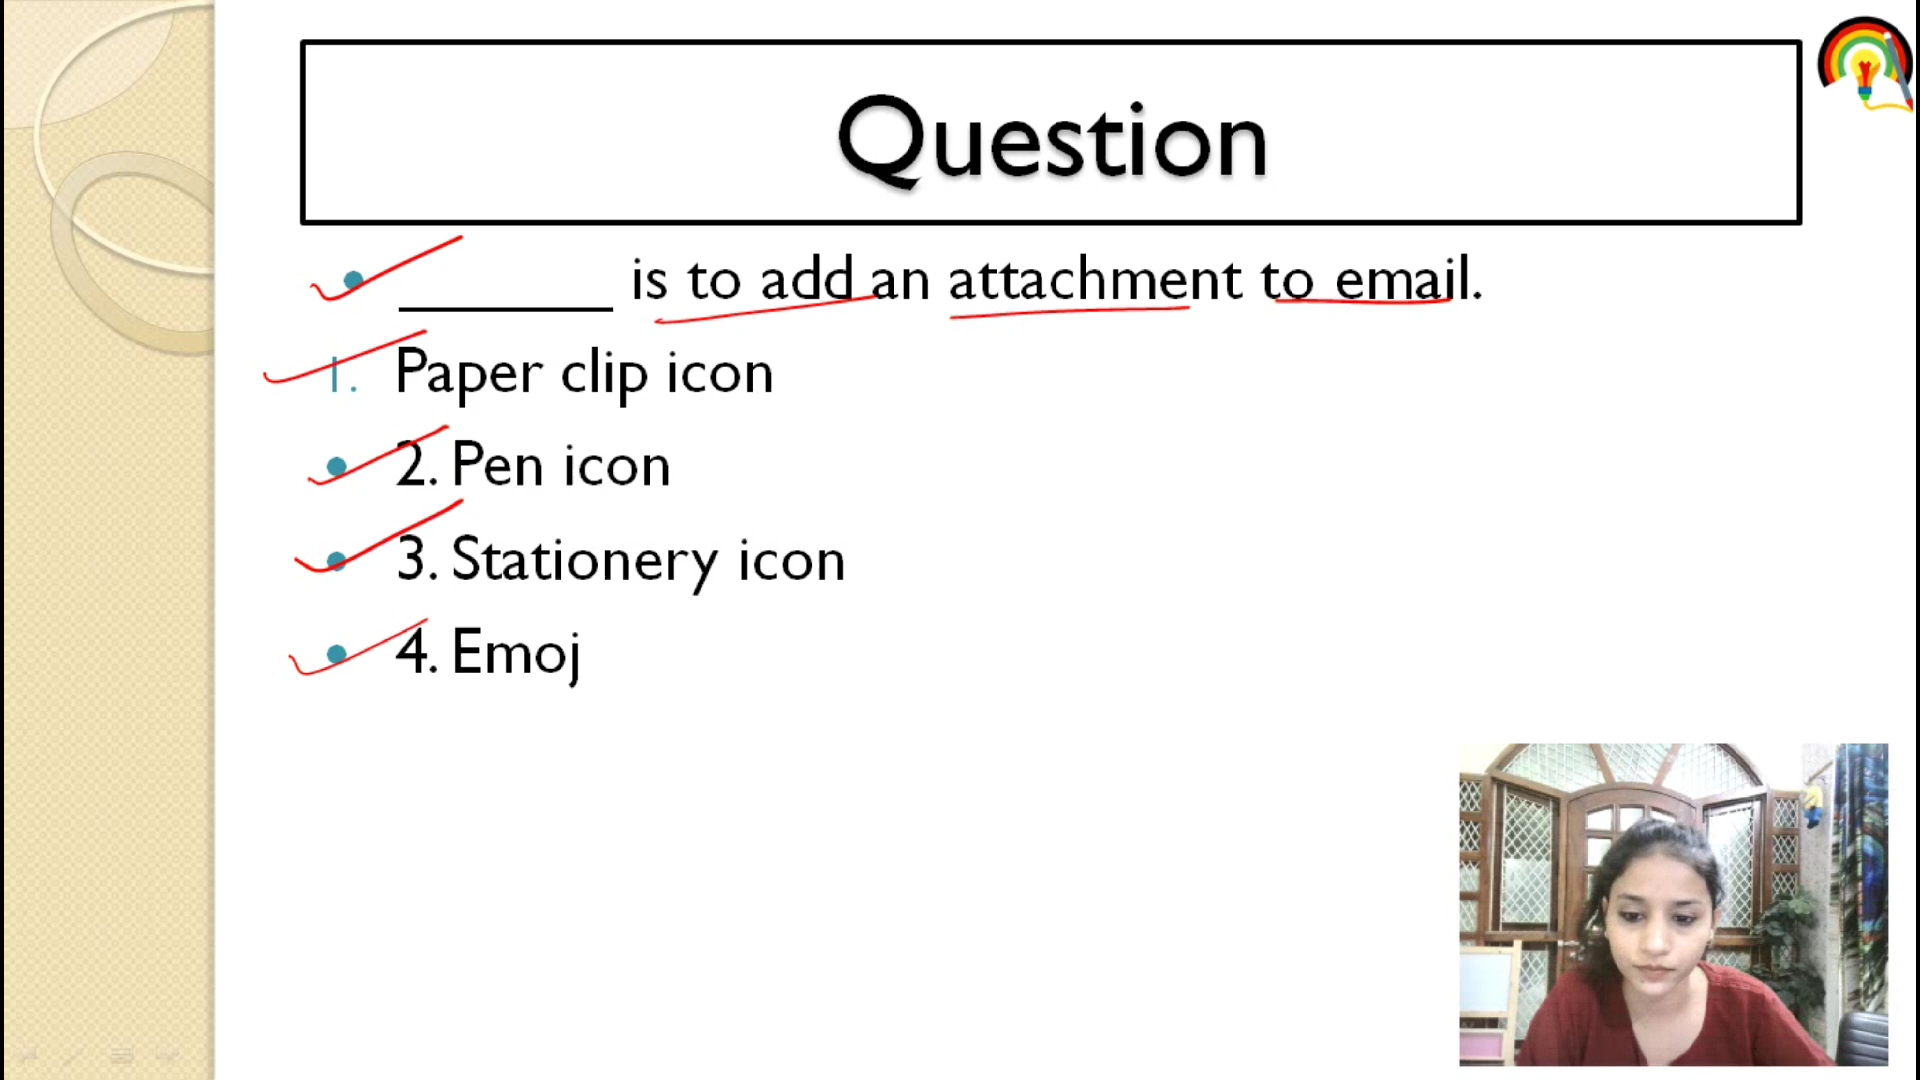 Question
• ________ is to add an attachment to email.
1. Paper clip icon
• 2. Pen icon
• 3. Stationery icon
• 4. Emoj